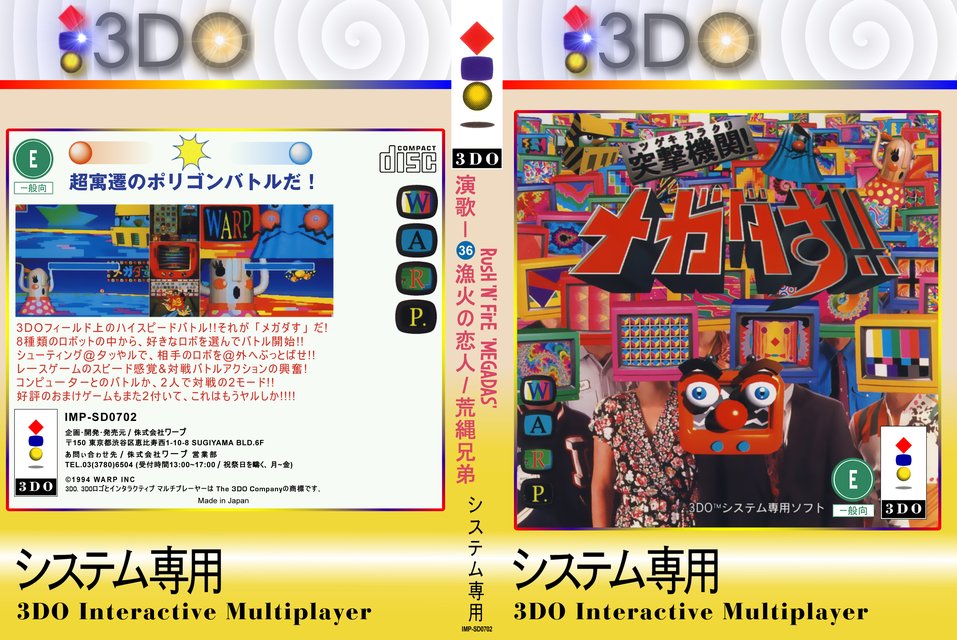 3DO
E
一般向
COMPACT
disc
超寓遷のポリゴンバトルだ！
WARP
メガダす
W
A
R
P.
3DOフィールド上のハイスピードバトル!!それが「メガダす」だ!
8種類のロボットの中から、好きなロボを選んでバトル開始!!
シューティング@タッャルで、相手のロボを@外へぶっとばせ!!
レースゲームのスピード感覚&対戦バトルアクションの興奮!
コンピューターとのバトルか、2人で対戦の2モード!!
好評のおまけゲームもまた2付いて、これはもうヤルしか!!!!
IMP-SD0702
企画・開発・発売元 / 株式会社ワープ
〒150 東京都渋谷区恵比寿西1-10-8 SUGIYAMA BLD.6F
お問い合わせ先 / 株式会社ワープ 営業部
TEL.03(3780)6504 (受付時間13:00~17:00 / 祝祭日を疇く、月~金)
©1994 WARP INC
3DO, 3DOロゴとインタラクティブ マルチプレーヤーは The 3DO Companyの商標です.
Made in Japan
3DO
システム専用
3DO Interactive Multiplayer
3DO
演歌ー36漁火の恋人/荒縄兄弟
RusH 'N' FirE 'MEGADAS'
システム専用
IMP-SD0702
3DO
トツゲキカラクリ
突撃機関!
メガダす!!
W
A
R
P.
3DO™システム専用ソフト
E
一般向
3DO
システム専用
3DO Interactive Multiplayer